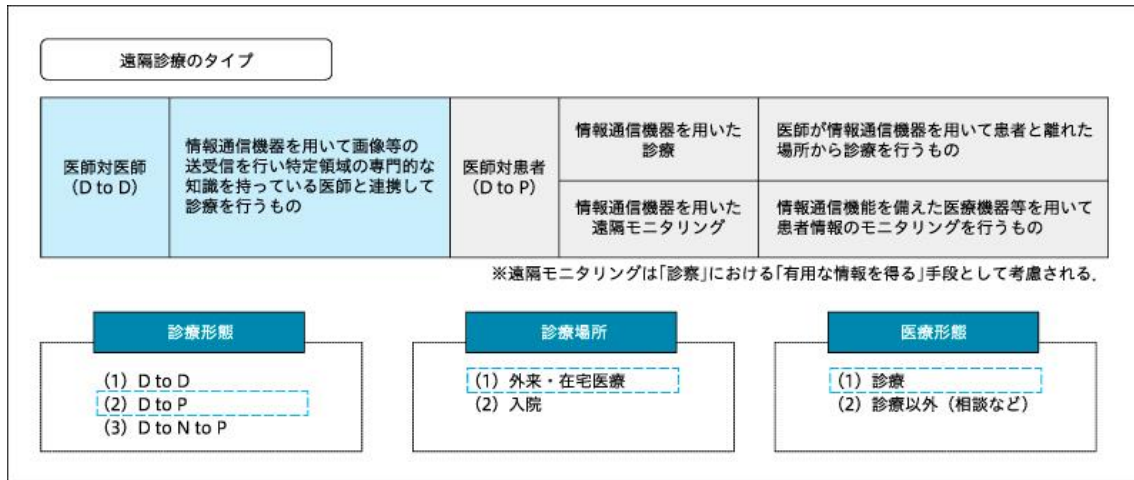 遠隔診療のタイプ
医師対医師
(D to D)
情報通信機器を用いて画像等の
送受信を行い特定領域の専門的な
知識を持っている医師と連携して
診療を行うもの
医師対患者
(D to P)
情報通信機器を用いた
診療
医師が情報通信機器を用いて患者と離れた
場所から診療を行うもの
情報通信機器を用いた
遠隔モニタリング
情報通信機能を備えた医療機器等を用いて
患者情報のモニタリングを行うもの
※遠隔モニタリングは「診察」における「有用な情報を得る」手段として考慮される.
診療形態
(1) D to D
(2) D to P
(3) D to N to P
診療場所
(1) 外来・在宅医療
(2) 入院
医療形態
(1) 診療
(2) 診療以外（相談など）